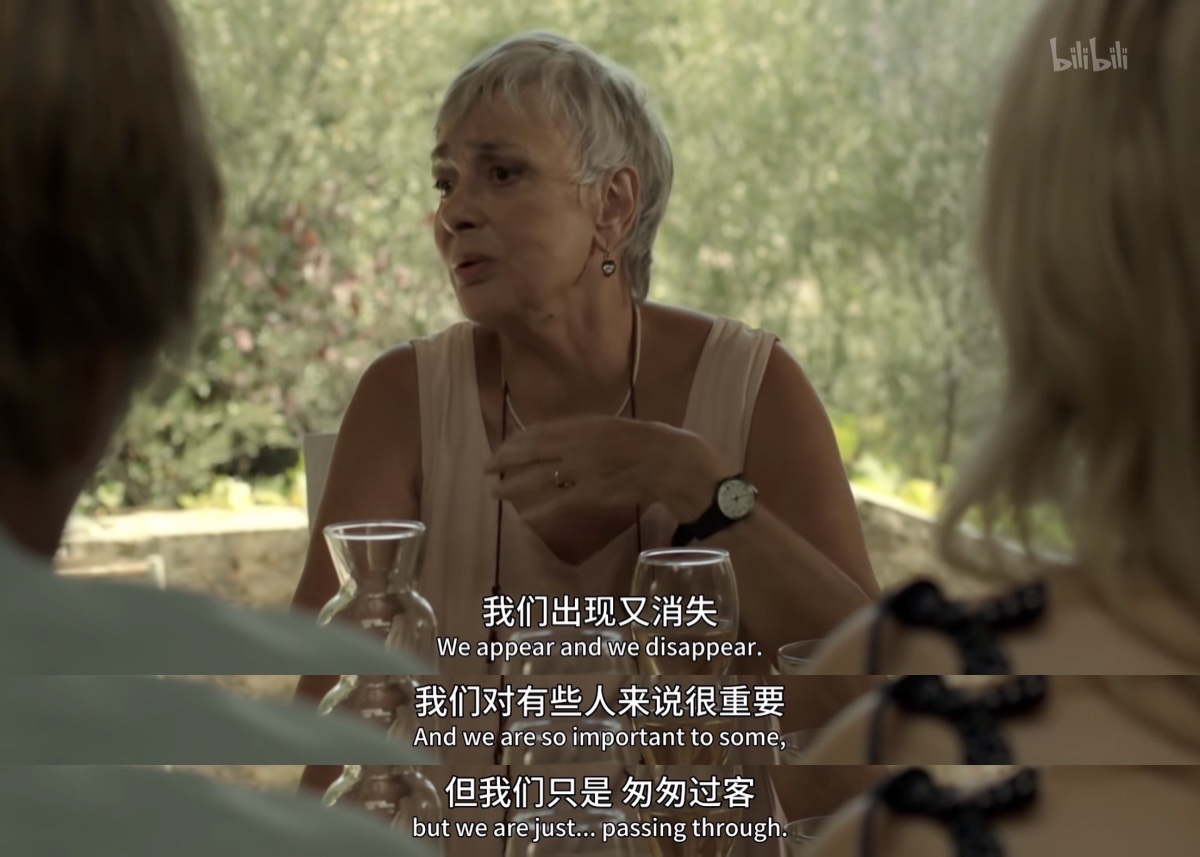 bilibili
我们出现又消失
We appear and we disappear.
我们对有些人来说很重要
And we are so important to some,
但我们只是 匆匆过客
but we are just... passing through.